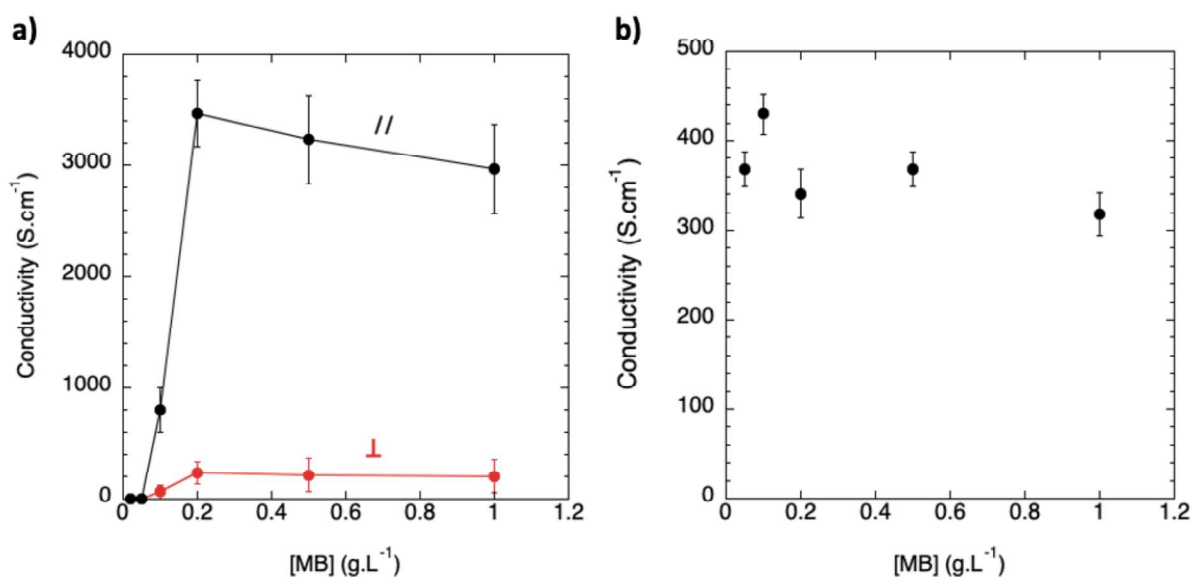 a)
4000
3000
2000
1000
0
Conductivity (S.cm⁻¹)
//
⊥
0 0.2 0.4 0.6 0.8 1 1.2
[MB] (g.L⁻¹)
b)
500
400
300
200
100
0
Conductivity (S.cm⁻¹)
0 0.2 0.4 0.6 0.8 1 1.2
[MB] (g.L⁻¹)